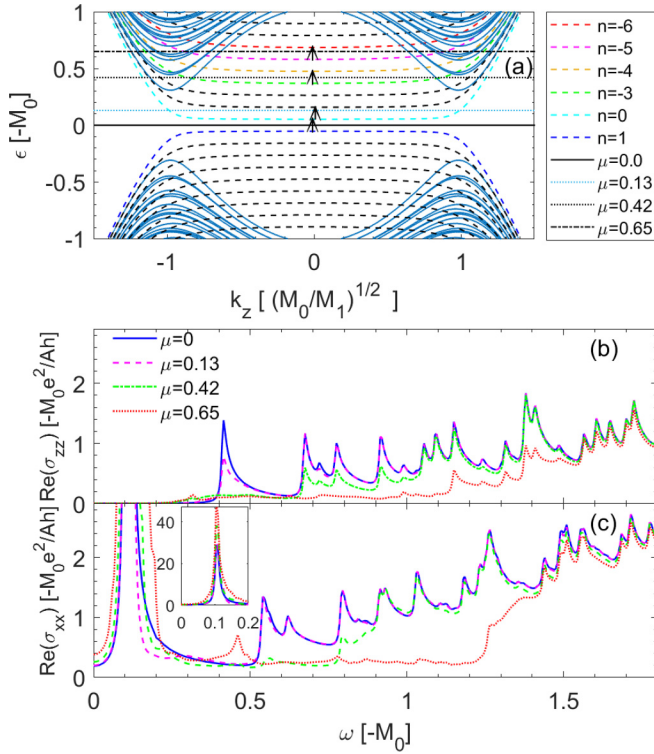 1
0.5
0
-0.5
-1
ϵ [-M₀]
(a)
-1
0
1
k_z [ (M₀/M₁)^{1/2} ]
n=-6
n=-5
n=-4
n=-3
n=0
n=1
μ=0.0
μ=0.13
μ=0.42
μ=0.65
Re(σ_zz) [-M₀e²/Ah]
2
1
0
μ=0
μ=0.13
μ=0.42
μ=0.65
(b)
Re(σ_xx) [-M₀e²/Ah]
2
1
0
40
20
0
0
0.1
0.2
(c)
0
0.5
1
1.5
ω [-M₀]